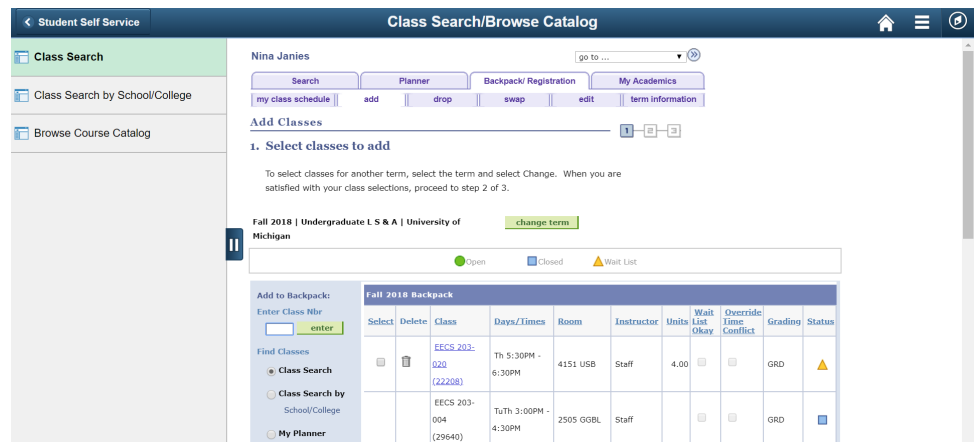 Student Self Service
Class Search/Browse Catalog
Class Search
Class Search by School/College
Browse Course Catalog
Nina Janies
go to ...
Search
Planner
Backpack/ Registration
My Academics
my class schedule
add
drop
swap
edit
term information
Add Classes
1
2
3
1. Select classes to add
To select classes for another term, select the term and select Change. When you are
satisfied with your class selections, proceed to step 2 of 3.
Fall 2018 | Undergraduate L S & A | University of
Michigan
change term
Open
Closed
Wait List
Add to Backpack:
Enter Class Nbr
enter
Find Classes
Class Search
Class Search by
School/College
My Planner
Fall 2018 Backpack
Select Delete Class Days/Times Room Instructor Units Wait List Okay Override Time Conflict Grading Status
EECS 203-
020
(22208)
Th 5:30PM -
6:30PM
4151 USB
Staff
4.00
GRD
EECS 203-
004
(29640)
TuTh 3:00PM -
4:30PM
2505 GGBL
Staff
GRD